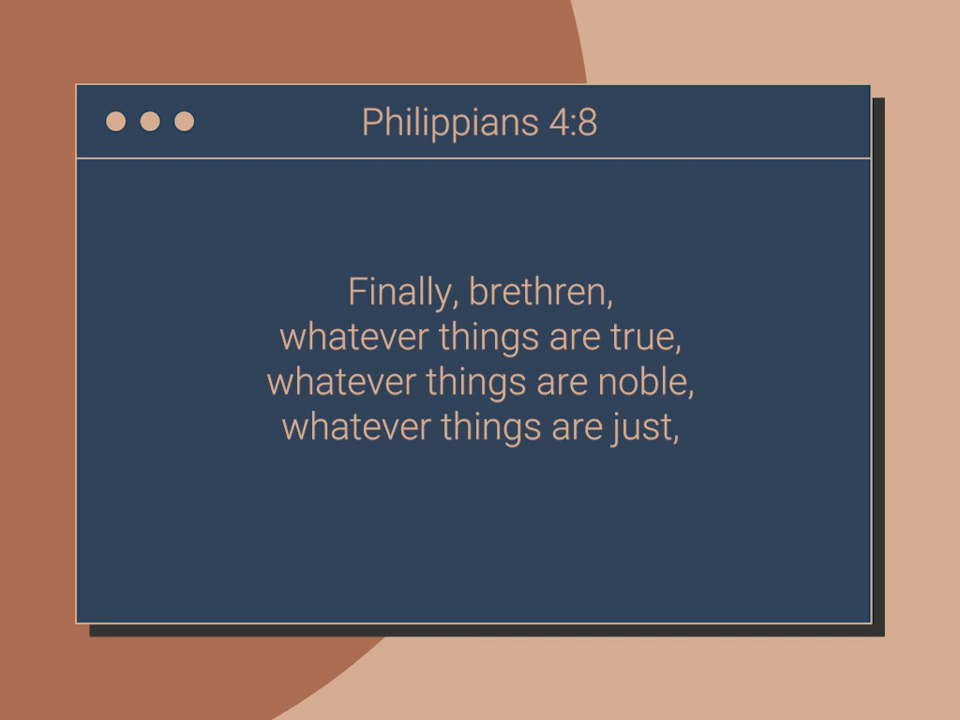 Philippians 4:8
Finally, brethren,
whatever things are true,
whatever things are noble,
whatever things are just,